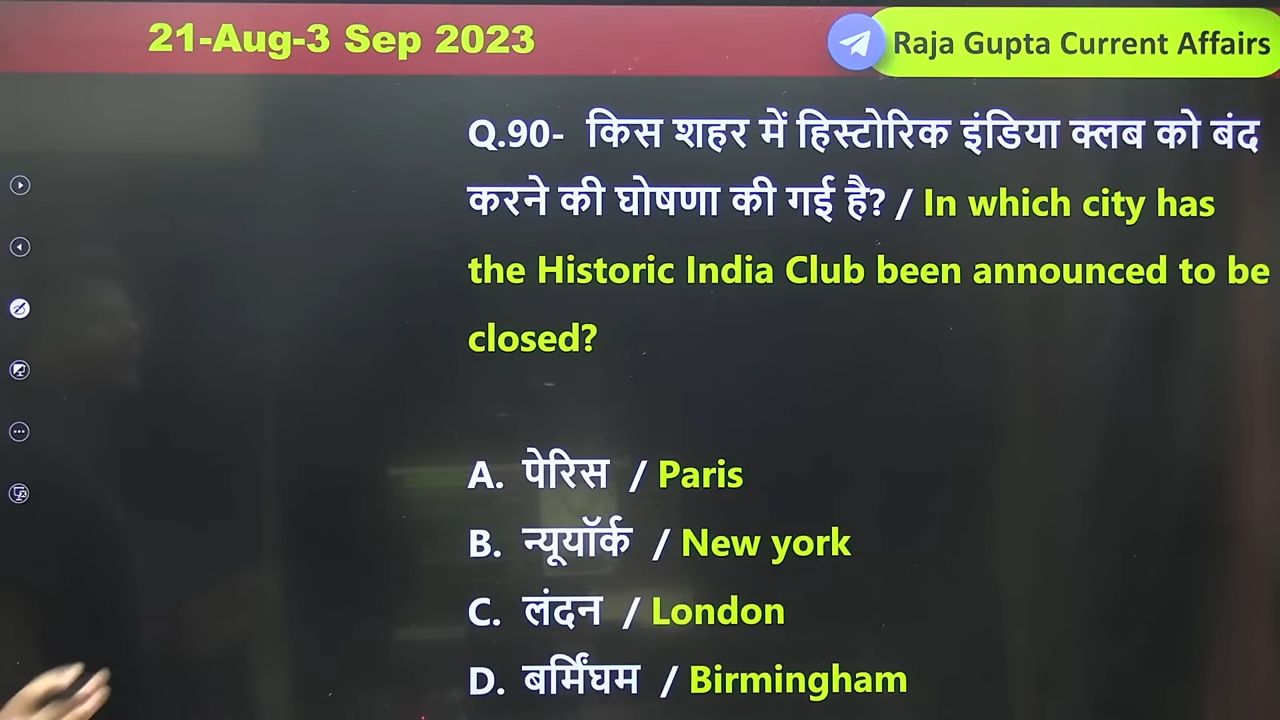 21-Aug-3 Sep 2023
Raja Gupta Current Affairs
Q.90- किस शहर में हिस्टोरिक इंडिया क्लब को बंद
करने की घोषणा की गई है? / In which city has
the Historic India Club been announced to be
closed?
A. पेरिस / Paris
B. न्यूयॉर्क / New york
C. लंदन / London
D. बर्मिंघम / Birmingham